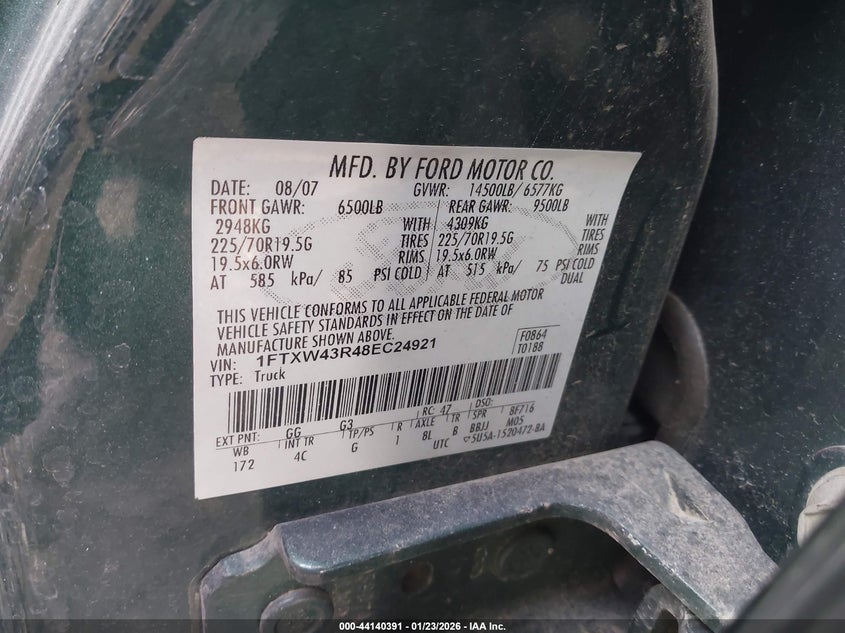 MFD. BY FORD MOTOR CO.
DATE: 08/07 GVWR: 14500LB/ 6577KG
FRONT GAWR: 6500LB REAR GAWR: 9500LB
2948KG WITH 4309KG WITH
225/70R19.5G TIRES 225/70R19.5G TIRES
19.5x6.0RW RIMS 19.5x6.0RW RIMS
AT 585 kPa/ 85 PSI COLD AT 515 kPa/ 75 PSI COLD
DUAL
THIS VEHICLE CONFORMS TO ALL APPLICABLE FEDERAL MOTOR
VEHICLE SAFETY STANDARDS IN EFFECT ON THE DATE OF
MANUFACTURE SHOWN ABOVE.
VIN: 1FTXW43R48EC24921
F0864
T0188
TYPE: Truck
EXT PNT: GG G3 RC: 47 DSO:
WB INT TR TP/PS R AXLE TR SPR 8F716
172 4C G 1 8L B BBJJ M05
UTC 5U5A-1520472-BA
000-44140391 - 01/23/2026 - IAA Inc.